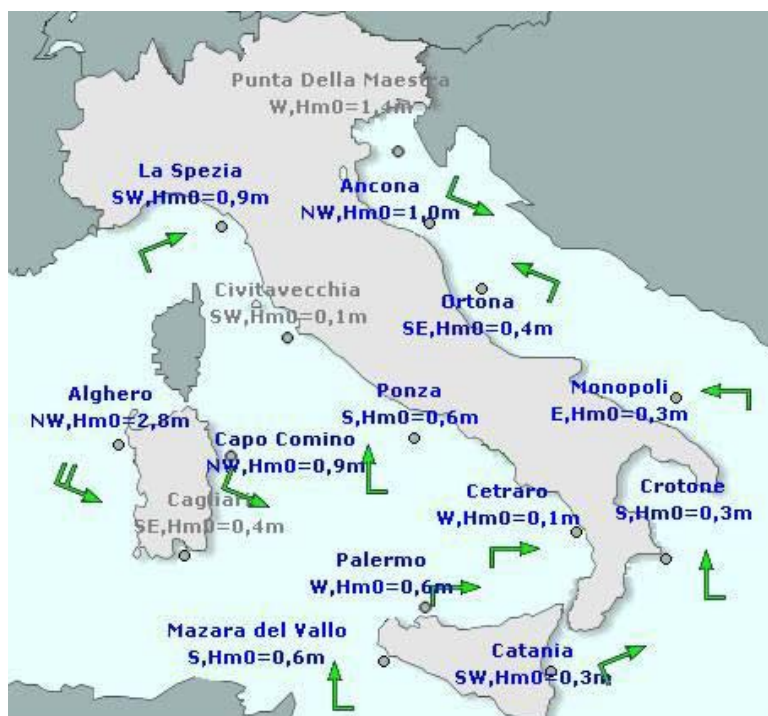 Punta Della Maestra
W,Hm0=1,4m
La Spezia
SW,Hm0=0,9m
Ancona
NW,Hm0=1,0m
Civitavecchia
SW,Hm0=0,1m
Ortona
SE,Hm0=0,4m
Alghero
NW,Hm0=2,8m
Ponza
S,Hm0=0,6m
Monopoli
E,Hm0=0,3m
Capo Comino
NW,Hm0=0,9m
Cagliari
SE,Hm0=0,4m
Cetraro
W,Hm0=0,1m
Crotone
S,Hm0=0,3m
Palermo
W,Hm0=0,6m
Mazara del Vallo
S,Hm0=0,6m
Catania
SW,Hm0=0,3m